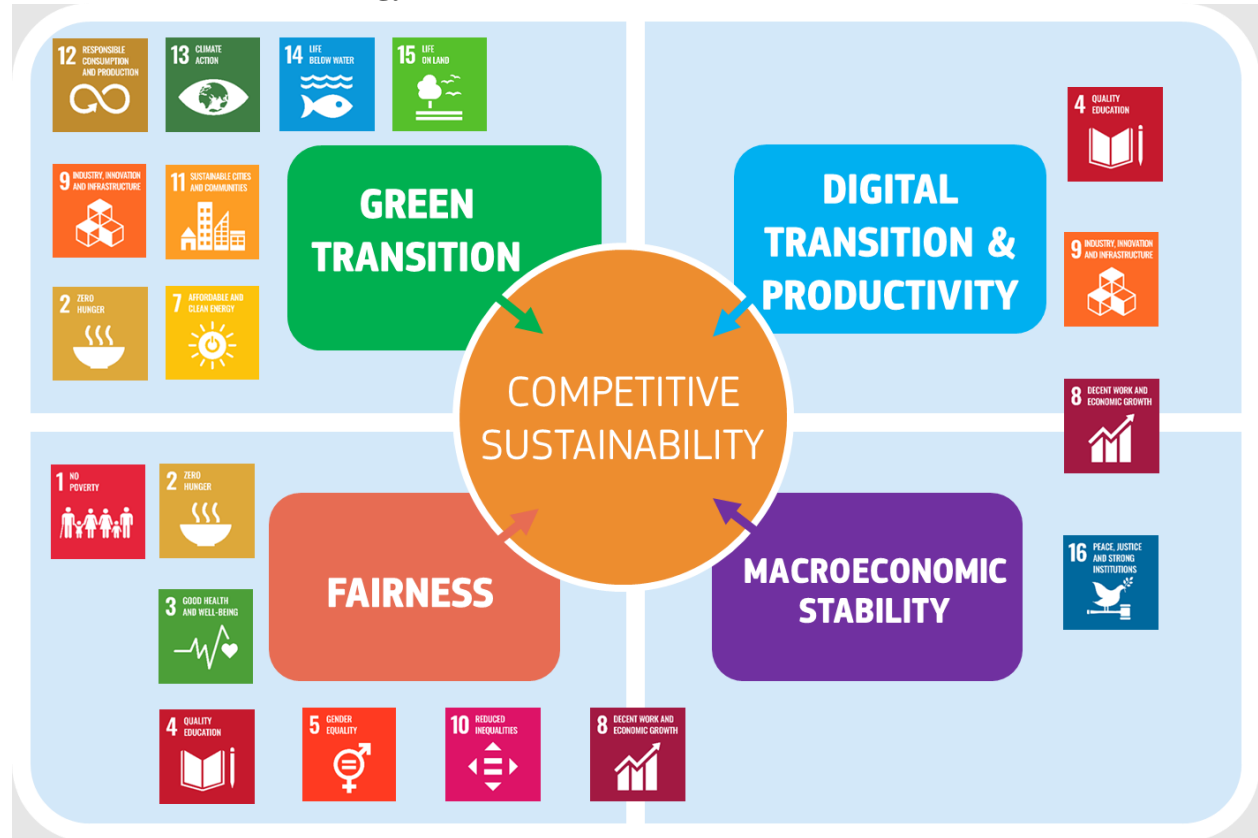 12 RESPONSIBLE
CONSUMPTION
AND PRODUCTION
13 CLIMATE
ACTION
14 LIFE
BELOW WATER
15 LIFE
ON LAND
9 INDUSTRY, INNOVATION
AND INFRASTRUCTURE
11 SUSTAINABLE CITIES
AND COMMUNITIES
2 ZERO
HUNGER
7 AFFORDABLE AND
CLEAN ENERGY
GREEN
TRANSITION
DIGITAL
TRANSITION &
PRODUCTIVITY
4 QUALITY
EDUCATION
9 INDUSTRY, INNOVATION
AND INFRASTRUCTURE
8 DECENT WORK AND
ECONOMIC GROWTH
COMPETITIVE
SUSTAINABILITY
1 NO
POVERTY
2 ZERO
HUNGER
3 GOOD HEALTH
AND WELL-BEING
FAIRNESS
4 QUALITY
EDUCATION
5 GENDER
EQUALITY
10 REDUCED
INEQUALITIES
8 DECENT WORK AND
ECONOMIC GROWTH
MACROECONOMIC
STABILITY
16 PEACE, JUSTICE
AND STRONG
INSTITUTIONS